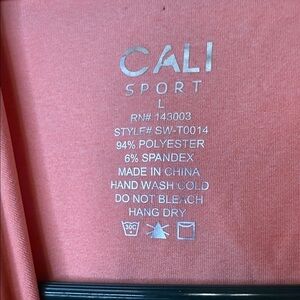 CALI
SPORT
L
RN# 143003
STYLE# SW-T0014
94% POLYESTER
6% SPANDEX
MADE IN CHINA
HAND WASH COLD
DO NOT BLEACH
HANG DRY
30C